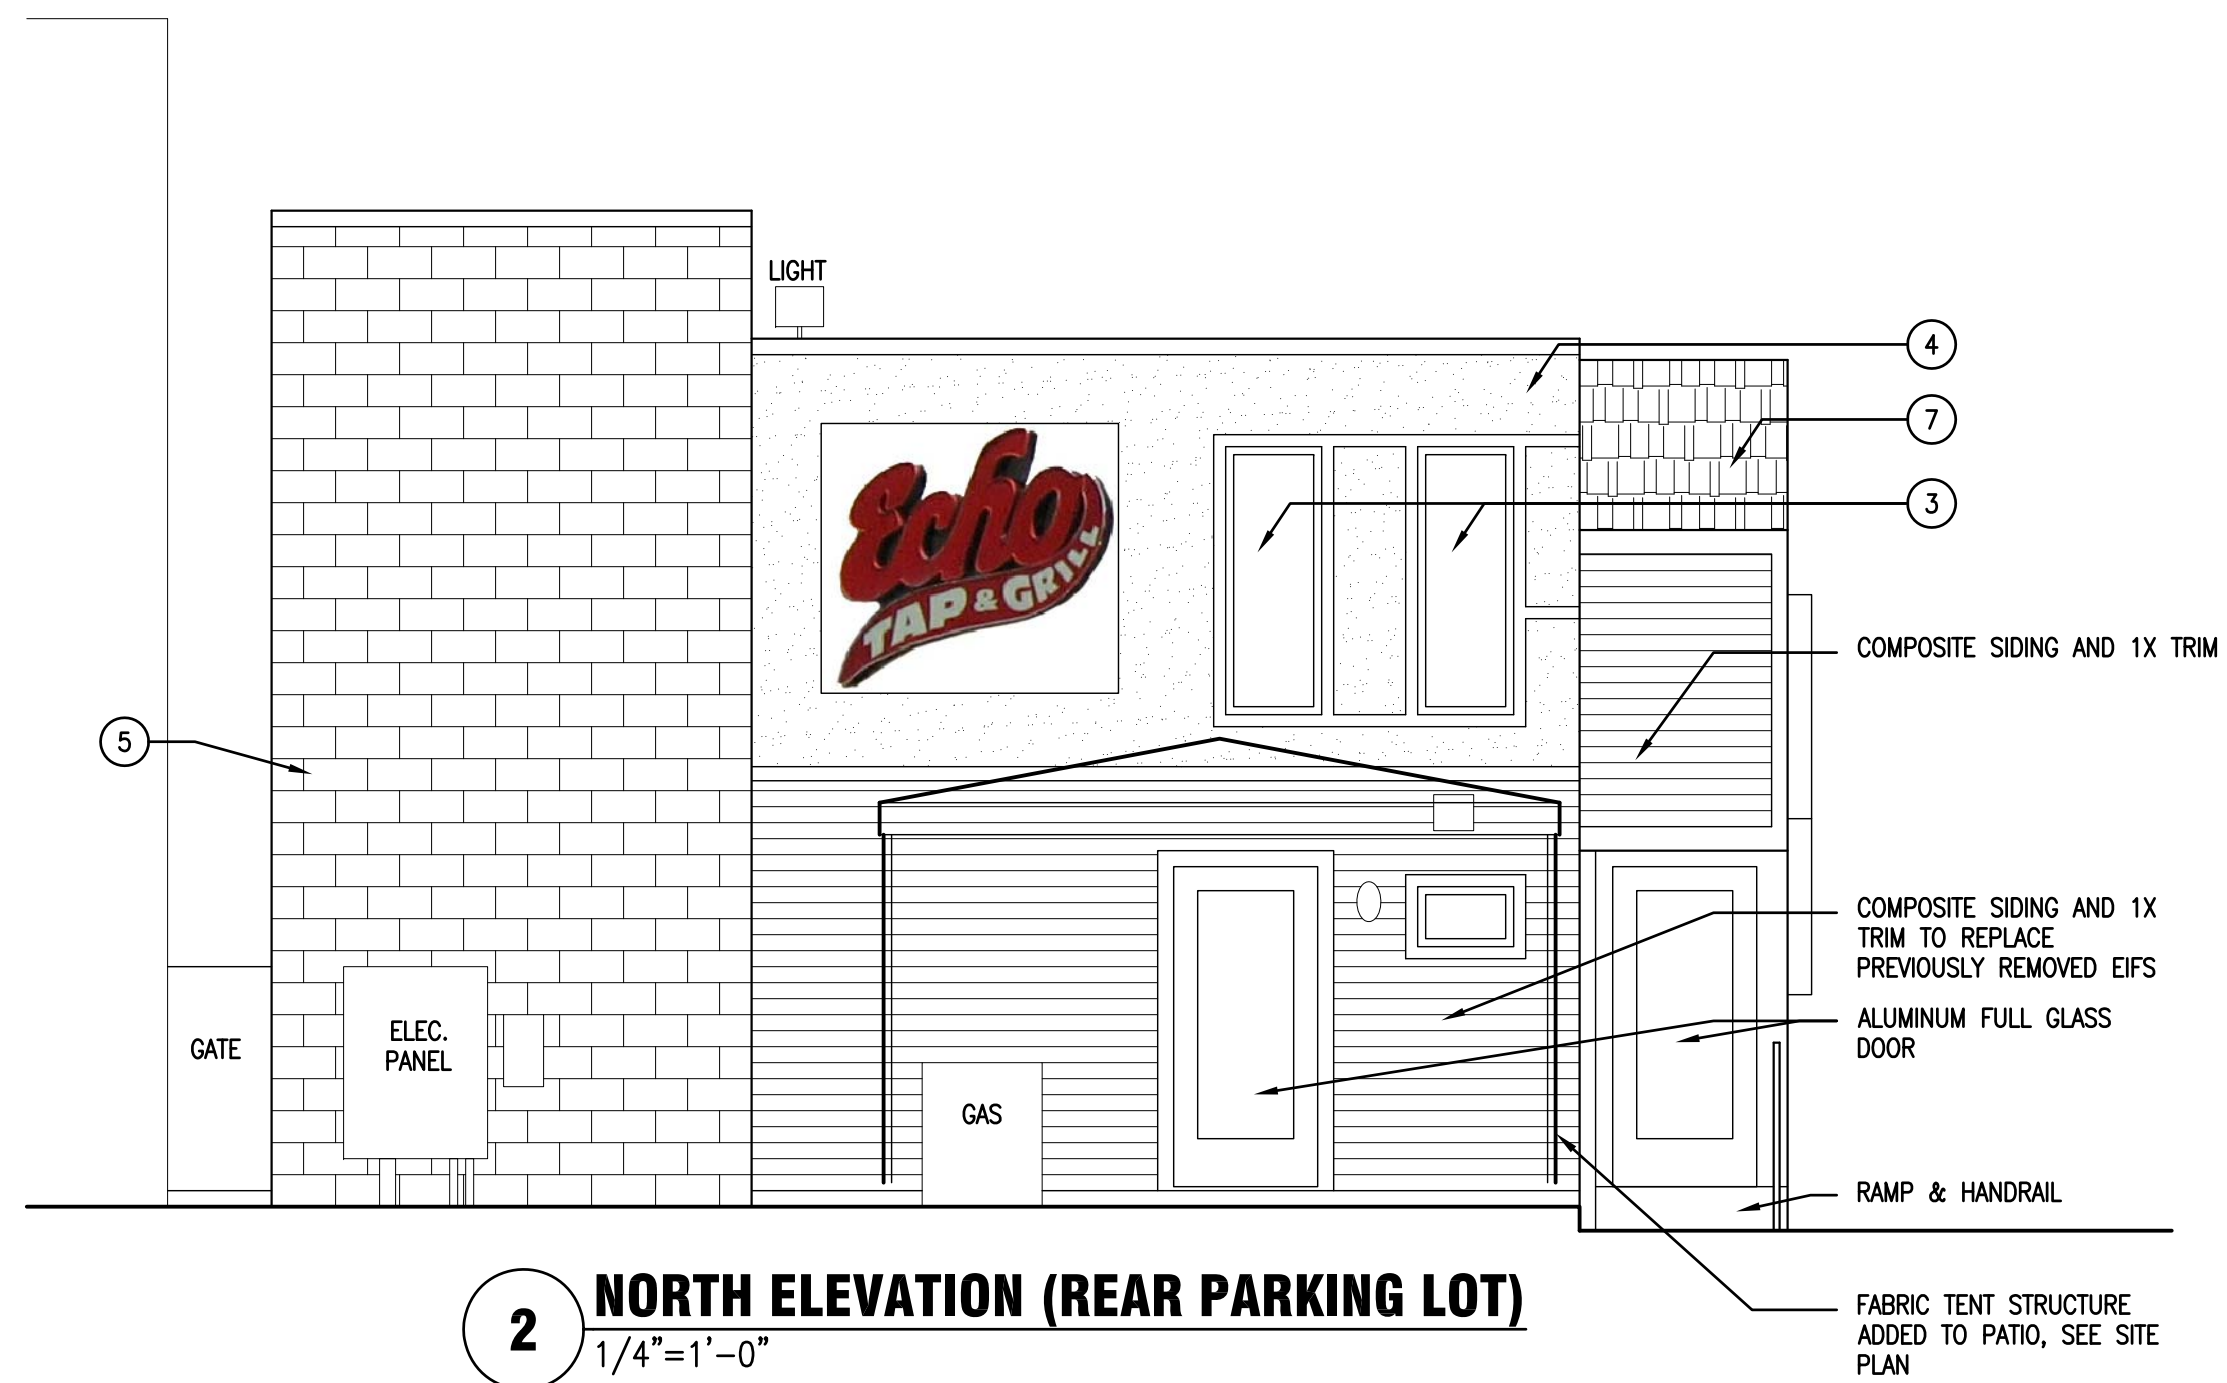 LIGHT
4
7
3
Echo
TAP & GRILL
COMPOSITE SIDING AND 1X TRIM
5
COMPOSITE SIDING AND 1X
TRIM TO REPLACE
PREVIOUSLY REMOVED EIFS
ALUMINUM FULL GLASS
DOOR
GATE
ELEC.
PANEL
GAS
RAMP & HANDRAIL
FABRIC TENT STRUCTURE
ADDED TO PATIO, SEE SITE
PLAN
2
NORTH ELEVATION (REAR PARKING LOT)
1/4"=1'-0"